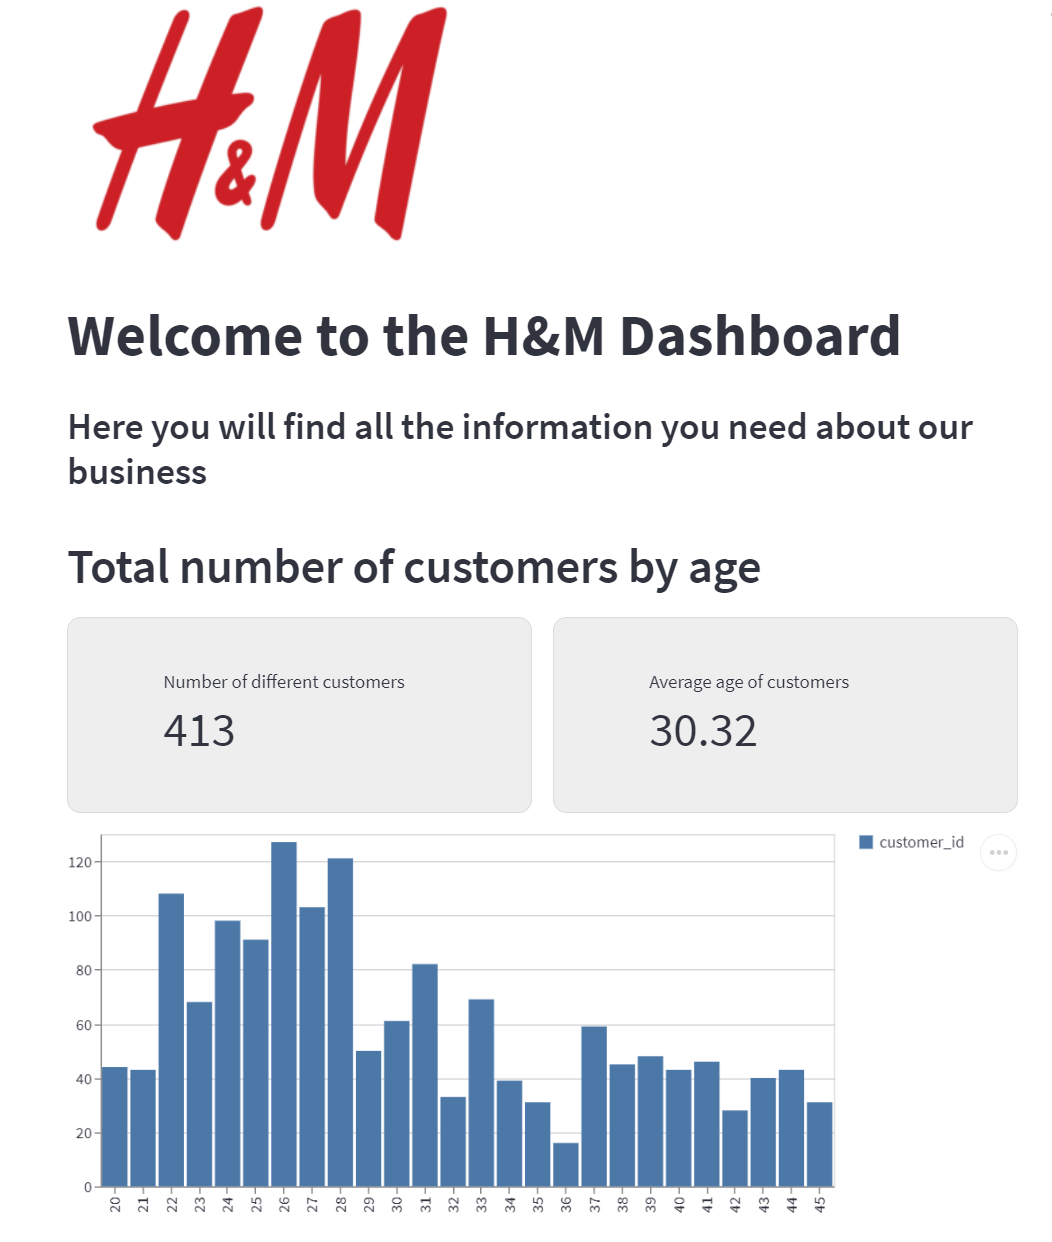 H&M
Welcome to the H&M Dashboard
Here you will find all the information you need about our
business
Total number of customers by age
Number of different customers
413
Average age of customers
30.32
customer_id
120
100
80
60
40
20
0
20 21 22 23 24 25 26 27 28 29 30 31 32 33 34 35 36 37 38 39 40 41 42 43 44 45